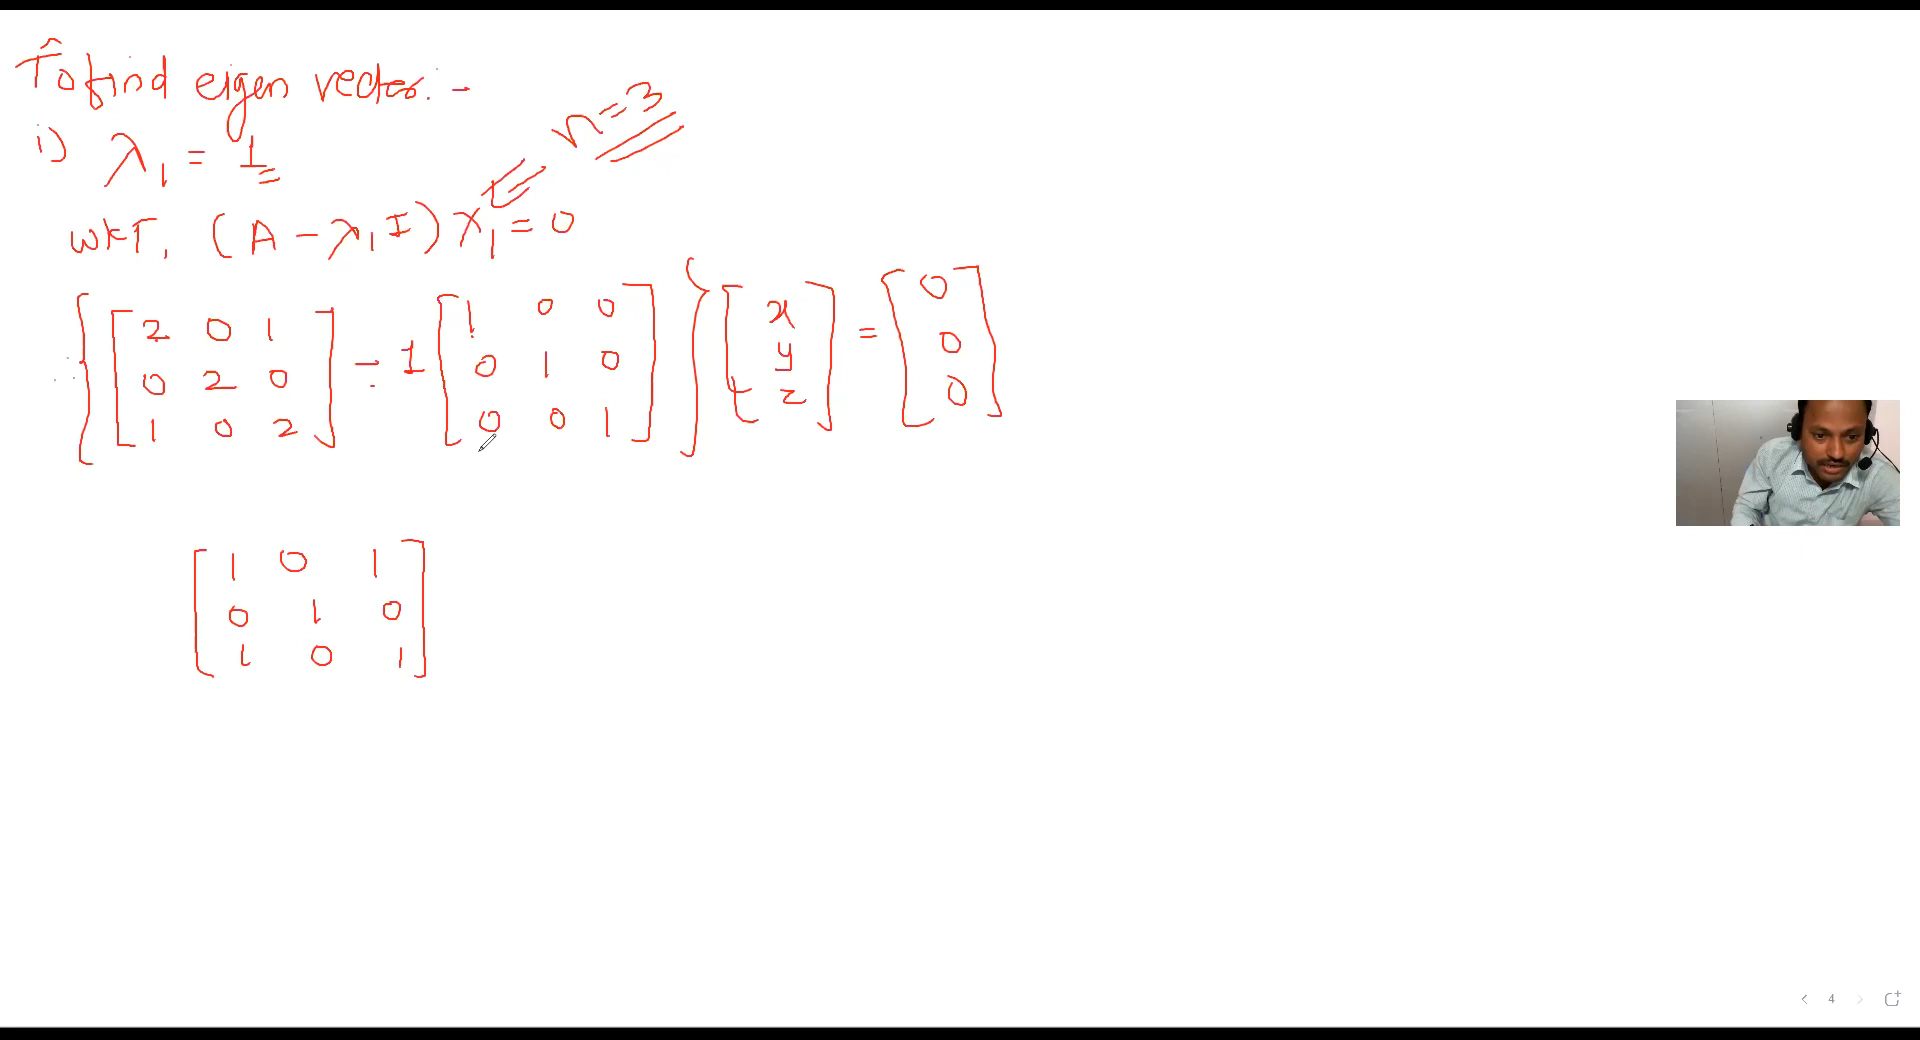 To find eigen vector: -
n=3
i) λ₁ = 1
WKT, (A - λ₁I) X₁ = 0
{ [ 2 0 1 ] - 1 [ 1 0 0 ] } [ x ] = [ 0 ]
[ 0 2 0 ] [ 0 1 0 ] [ y ] [ 0 ]
[ 1 0 2 ] [ 0 0 1 ] [ z ] [ 0 ]
[ 1 0 1 ]
[ 0 1 0 ]
[ 1 0 1 ]
4